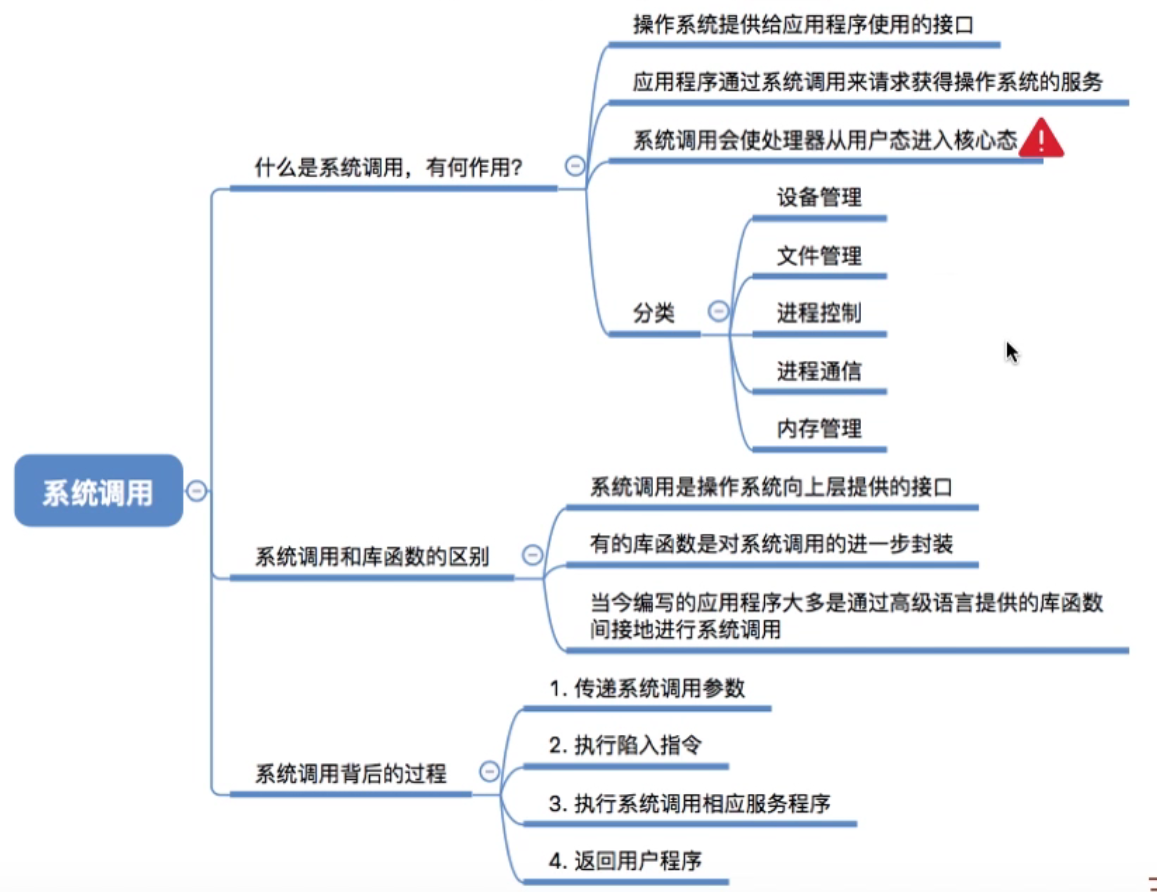 系统调用
什么是系统调用，有何作用？
操作系统提供给应用程序使用的接口
应用程序通过系统调用来请求获得操作系统的服务
系统调用会使处理器从用户态进入核心态
分类
设备管理
文件管理
进程控制
进程通信
内存管理
系统调用和库函数的区别
系统调用是操作系统向上层提供的接口
有的库函数是对系统调用的进一步封装
当今编写的应用程序大多是通过高级语言提供的库函数
间接地进行系统调用
系统调用背后的过程
1. 传递系统调用参数
2. 执行陷入指令
3. 执行系统调用相应服务程序
4. 返回用户程序